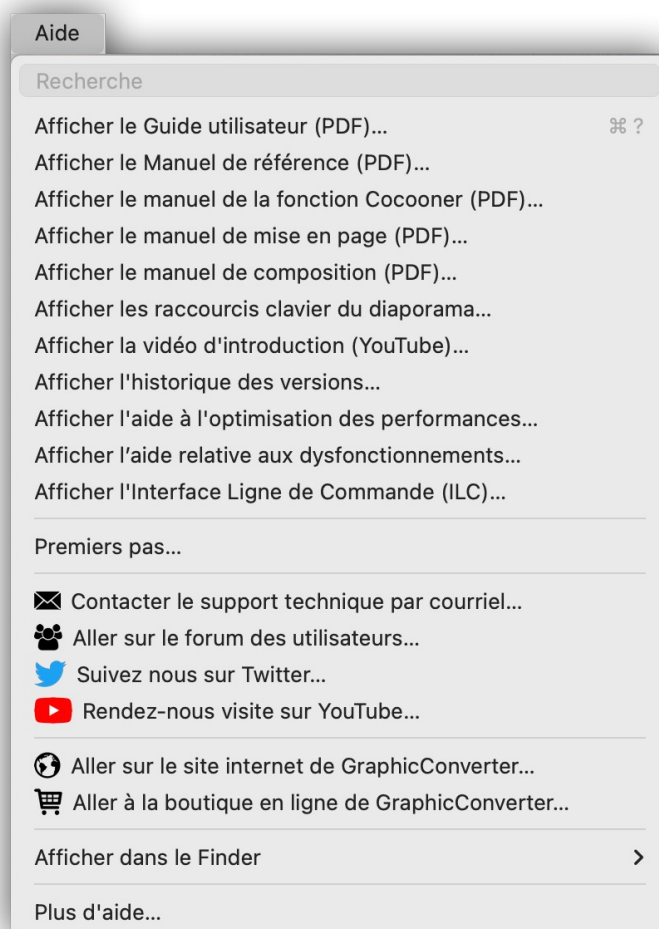 Aide
Recherche
Afficher le Guide utilisateur (PDF)... ⌘ ?
Afficher le Manuel de référence (PDF)...
Afficher le manuel de la fonction Cocooner (PDF)...
Afficher le manuel de mise en page (PDF)...
Afficher le manuel de composition (PDF)...
Afficher les raccourcis clavier du diaporama...
Afficher la vidéo d'introduction (YouTube)...
Afficher l'historique des versions...
Afficher l'aide à l'optimisation des performances...
Afficher l’aide relative aux dysfonctionnements...
Afficher l'Interface Ligne de Commande (ILC)...
Premiers pas...
Contacter le support technique par courriel...
Aller sur le forum des utilisateurs...
Suivez nous sur Twitter...
Rendez-nous visite sur YouTube...
Aller sur le site internet de GraphicConverter...
Aller à la boutique en ligne de GraphicConverter...
Afficher dans le Finder
Plus d'aide...